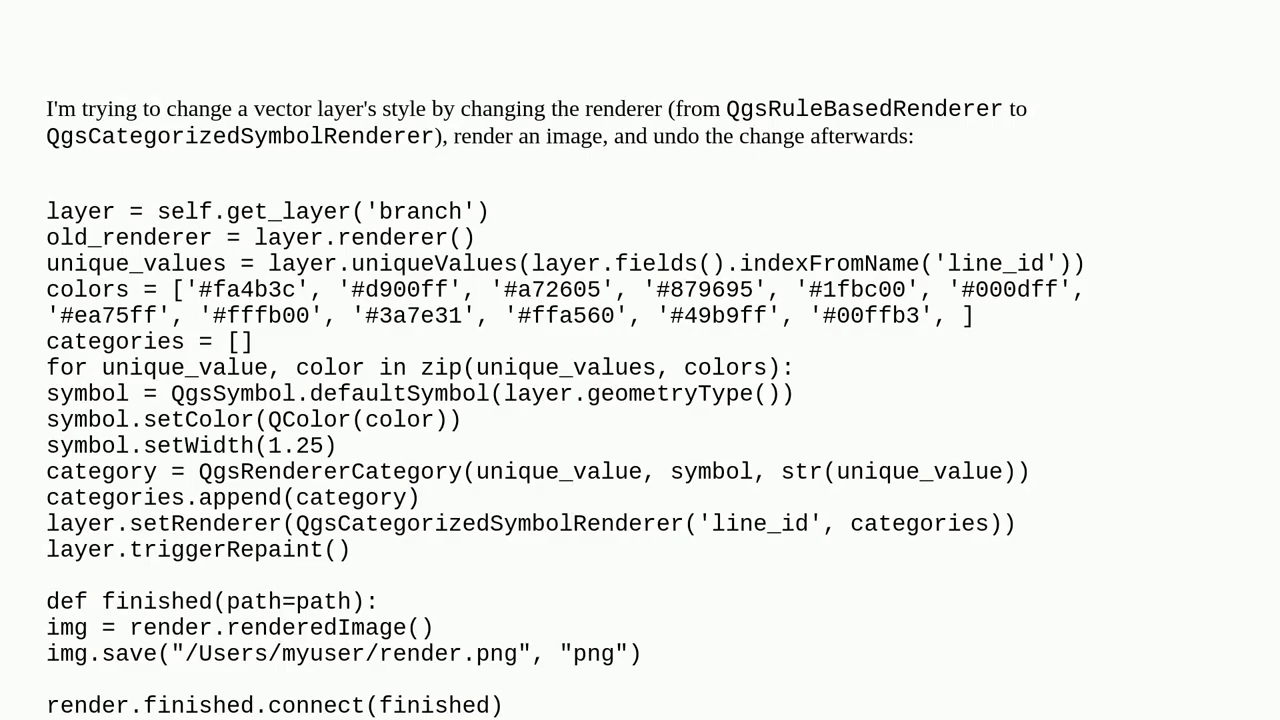 I'm trying to change a vector layer's style by changing the renderer (from QgsRuleBasedRenderer to
QgsCategorizedSymbolRenderer), render an image, and undo the change afterwards:
layer = self.get_layer('branch')
old_renderer = layer.renderer()
unique_values = layer.uniqueValues(layer.fields().indexFromName('line_id'))
colors = ['#fa4b3c', '#d900ff', '#a72605', '#879695', '#1fbc00', '#000dff',
'#ea75ff', '#fffb00', '#3a7e31', '#ffa560', '#49b9ff', '#00ffb3', ]
categories = []
for unique_value, color in zip(unique_values, colors):
symbol = QgsSymbol.defaultSymbol(layer.geometryType())
symbol.setColor(QColor(color))
symbol.setWidth(1.25)
category = QgsRendererCategory(unique_value, symbol, str(unique_value))
categories.append(category)
layer.setRenderer(QgsCategorizedSymbolRenderer('line_id', categories))
layer.triggerRepaint()
def finished(path=path):
img = render.renderedImage()
img.save("/Users/myuser/render.png", "png")
render.finished.connect(finished)